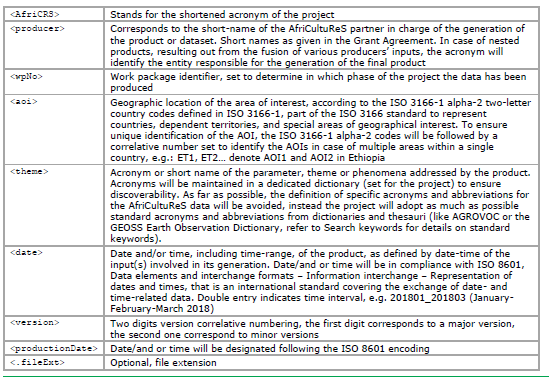 <AfriCRS> Stands for the shortened acronym of the project
<producer> Corresponds to the short-name of the AfriCultuReS partner in charge of the generation of
the product or dataset. Short names as given in the Grant Agreement. In case of nested
products, resulting out from the fusion of various producers' inputs, the acronym will
identify the entity responsible for the generation of the final product
<wpNo> Work package identifier, set to determine in which phase of the project the data has been
produced
<aoi> Geographic location of the area of interest, according to the ISO 3166-1 alpha-2 two-letter
country codes defined in ISO 3166-1, part of the ISO 3166 standard to represent
countries, dependent territories, and special areas of geographical interest. To ensure
unique identification of the AOI, the ISO 3166-1 alpha-2 codes will be followed by a
correlative number set to identify the AOIs in case of multiple areas within a single
country, e.g.: ET1, ET2... denote AOI1 and AOI2 in Ethiopia
<theme> Acronym or short name of the parameter, theme or phenomena addressed by the product.
Acronyms will be maintained in a dedicated dictionary (set for the project) to ensure
discoverability. As far as possible, the definition of specific acronyms and abbreviations for
the AfriCultuReS data will be avoided, instead the project will adopt as much as possible
standard acronyms and abbreviations from dictionaries and thesauri (like AGROVOC or the
GEOSS Earth Observation Dictionary, refer to Search keywords for details on standard
keywords).
<date> Date and/or time, including time-range, of the product, as defined by date-time of the
input(s) involved in its generation. Date/and or time will be in compliance with ISO 8601,
Data elements and interchange formats – Information interchange – Representation of
dates and times, that is an international standard covering the exchange of date- and
time-related data. Double entry indicates time interval, e.g. 201801_201803 (January-
February-March 2018)
<version> Two digits version correlative numbering, the first digit corresponds to a major version,
the second one correspond to minor versions
<productionDate> Date/and or time will be designated following the ISO 8601 encoding
<.fileExt> Optional, file extension